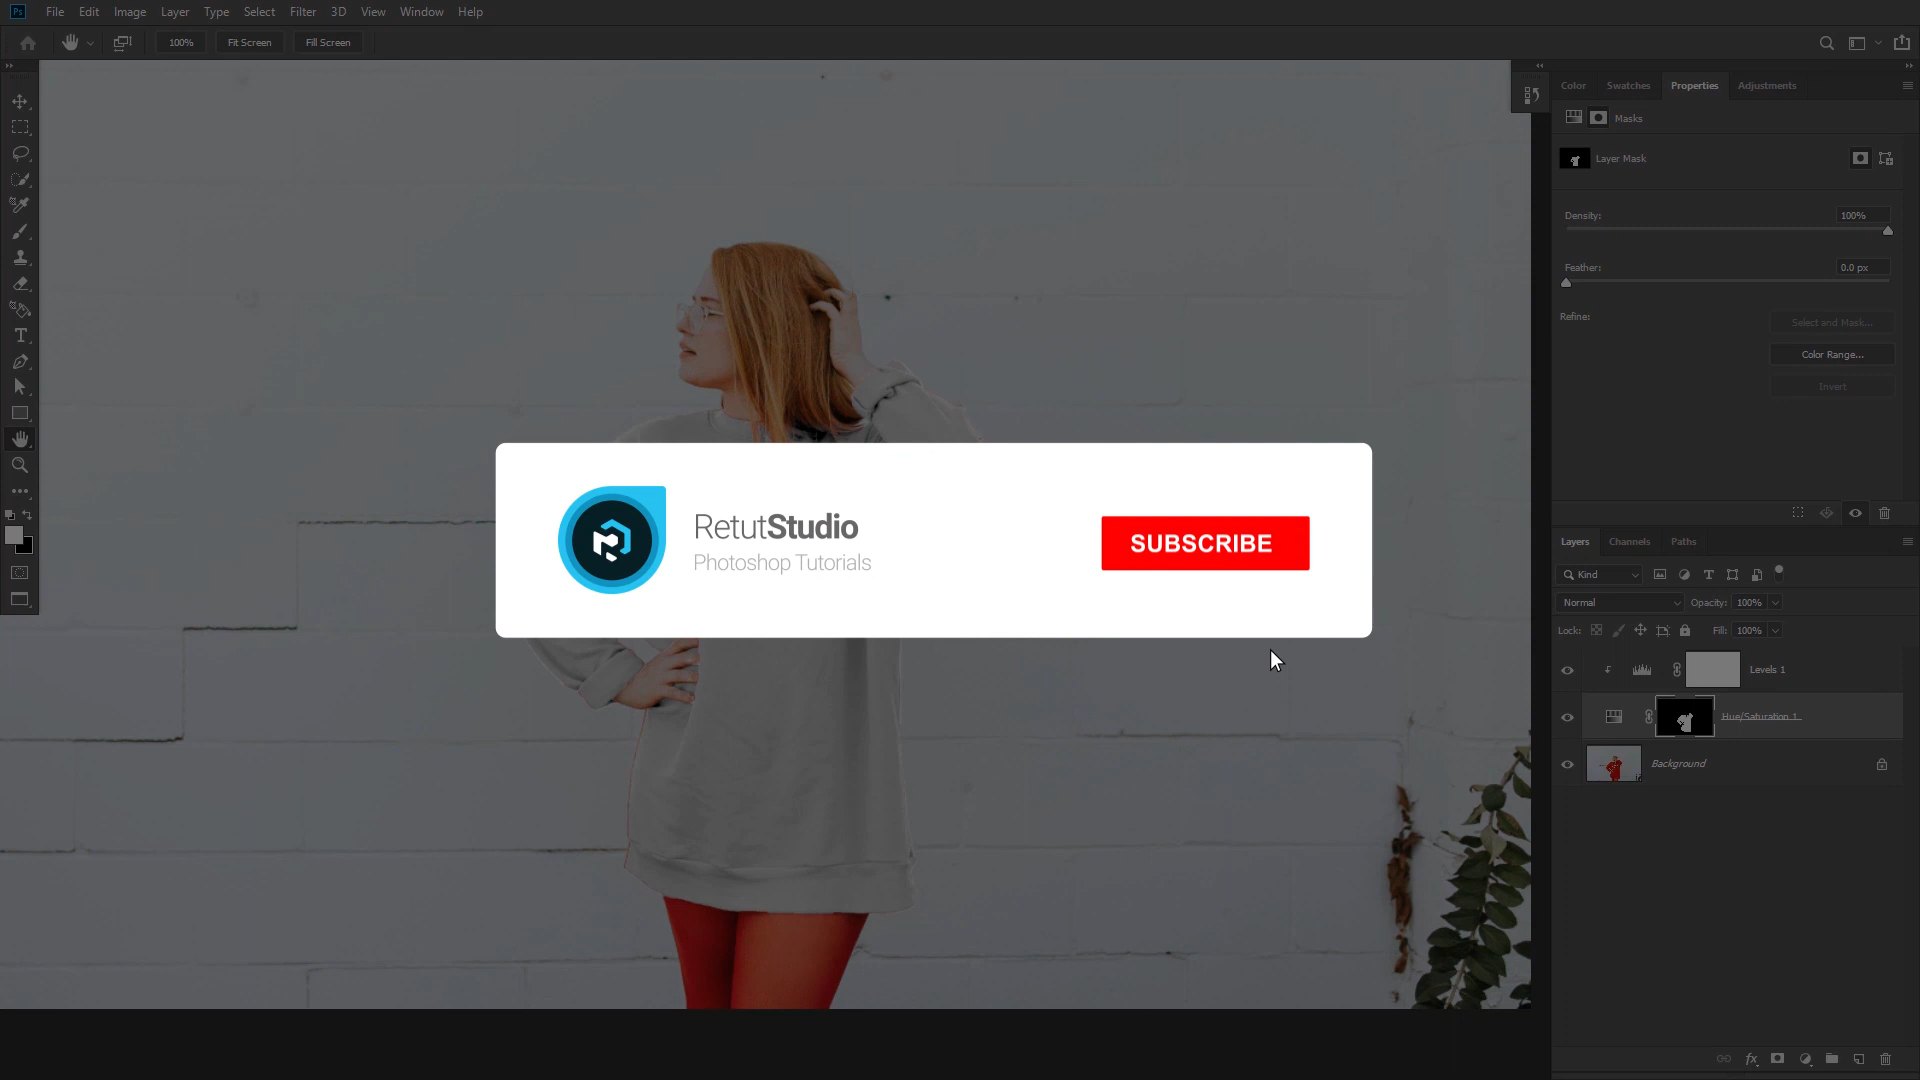 Ps File Edit Image Layer Type Select Filter 3D View Window Help
100% Fit Screen Fill Screen
Color Swatches Properties Adjustments
Masks
Layer Mask
Density: 100%
Feather: 0.0 px
Refine:
Select and Mask...
Color Range...
Invert
RetutStudio
Photoshop Tutorials
SUBSCRIBE
Layers Channels Paths
Kind
Normal Opacity: 100%
Lock: Fill: 100%
Levels 1
Hue/Saturation 1
Background